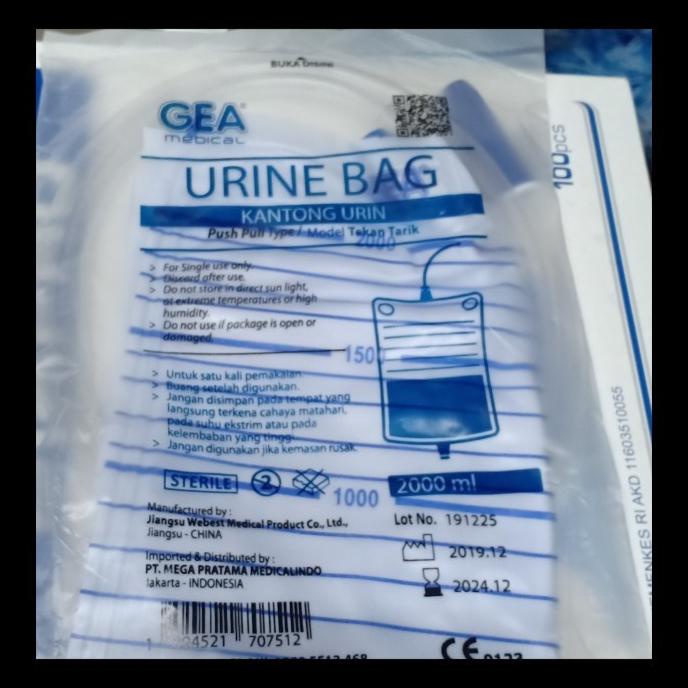 BUKA DISINI
GEA
medical
URINE BAG
KANTONG URIN
Push Pull Type / Model Tekan Tarik
2000
> For Single use only.
> Discard after use.
> Do not store in direct sun light,
at extreme temperatures or high
humidity.
> Do not use if package is open or
damaged.
1500
> Untuk satu kali pemakaian.
> Buang setelah digunakan.
> Jangan disimpan pada tempat yang
langsung terkena cahaya matahari,
pada suhu ekstrim atau pada
kelembaban yang tinggi.
> Jangan digunakan jika kemasan rusak.
STERILE
2
1000
2000 ml
Manufactured by :
Jiangsu Webest Medical Product Co., Ltd.,
Jiangsu - CHINA
Lot No. 191225
2019.12
Imported & Distributed by :
PT. MEGA PRATAMA MEDICALINDO
Jakarta - INDONESIA
2024.12
707512
CE
100pcs
RI AKD 11603510055